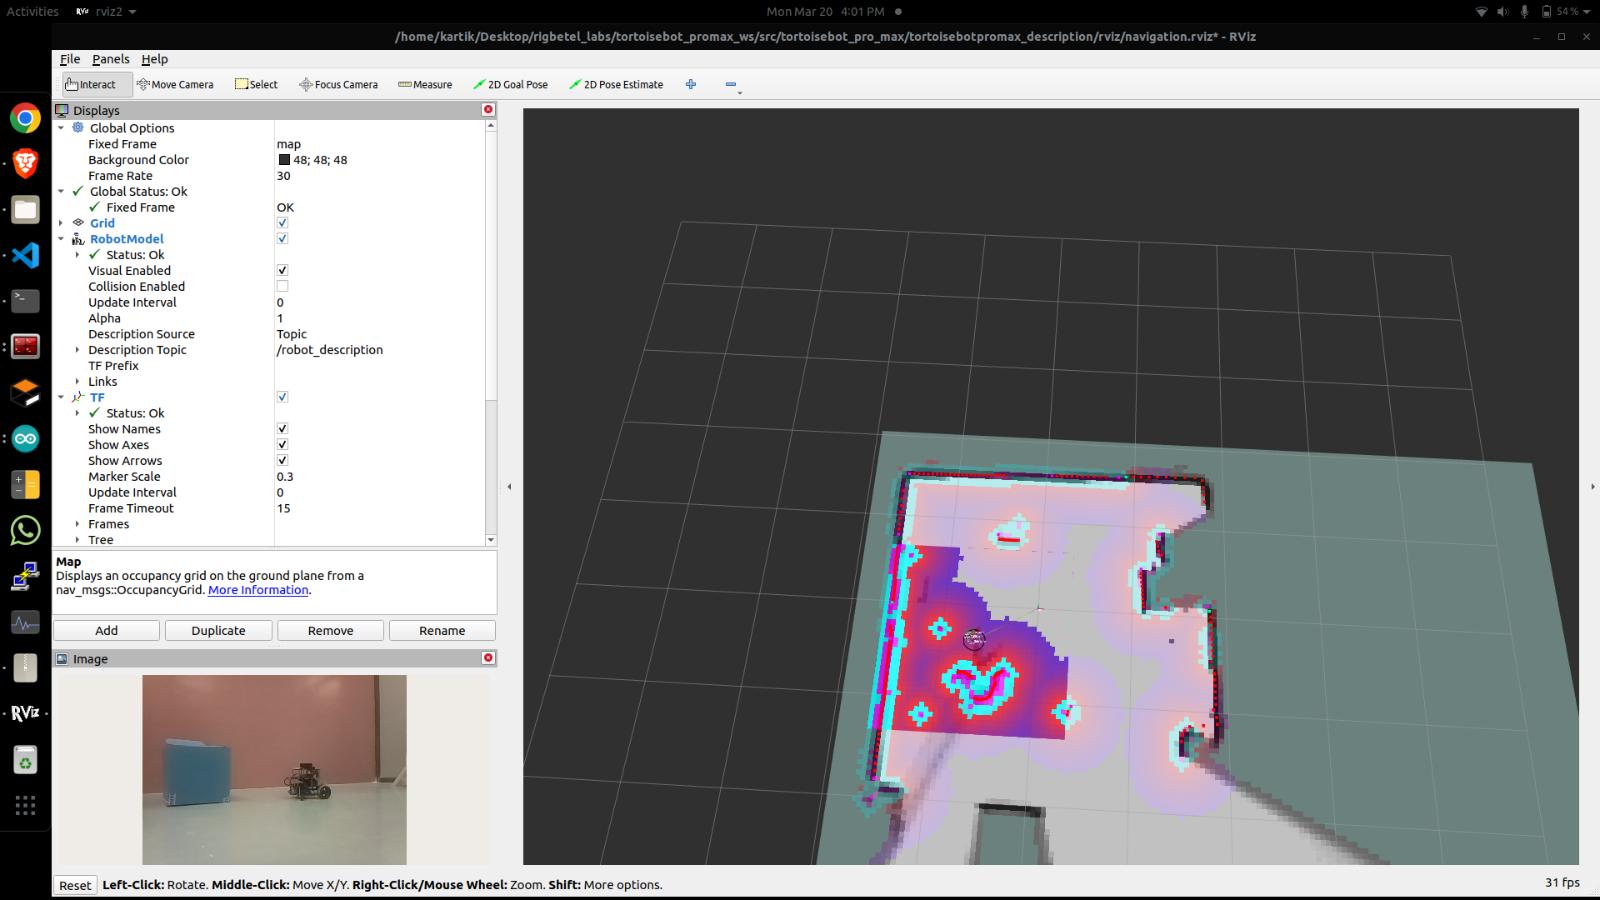 Activities rviz2 Mon Mar 20 4:01 PM 54 %
/home/kartik/Desktop/rigbetel_labs/tortoisebot_promax_ws/src/tortoisebot_pro_max/tortoisebotpromax_description/rviz/navigation.rviz* - RViz
File Panels Help
Interact Move Camera Select Focus Camera Measure 2D Goal Pose 2D Pose Estimate
Displays
Global Options
Fixed Frame map
Background Color 48; 48; 48
Frame Rate 30
Global Status: Ok
Fixed Frame OK
Grid
RobotModel
Status: Ok
Visual Enabled
Collision Enabled
Update Interval 0
Alpha 1
Description Source Topic
Description Topic /robot_description
TF Prefix
Links
TF
Status: Ok
Show Names
Show Axes
Show Arrows
Marker Scale 0.3
Update Interval 0
Frame Timeout 15
Frames
Tree
Map
Displays an occupancy grid on the ground plane from a
nav_msgs::OccupancyGrid. More Information.
Add Duplicate Remove Rename
Image
RViz
Reset Left-Click: Rotate. Middle-Click: Move X/Y. Right-Click/Mouse Wheel: Zoom. Shift: More options. 31 fps